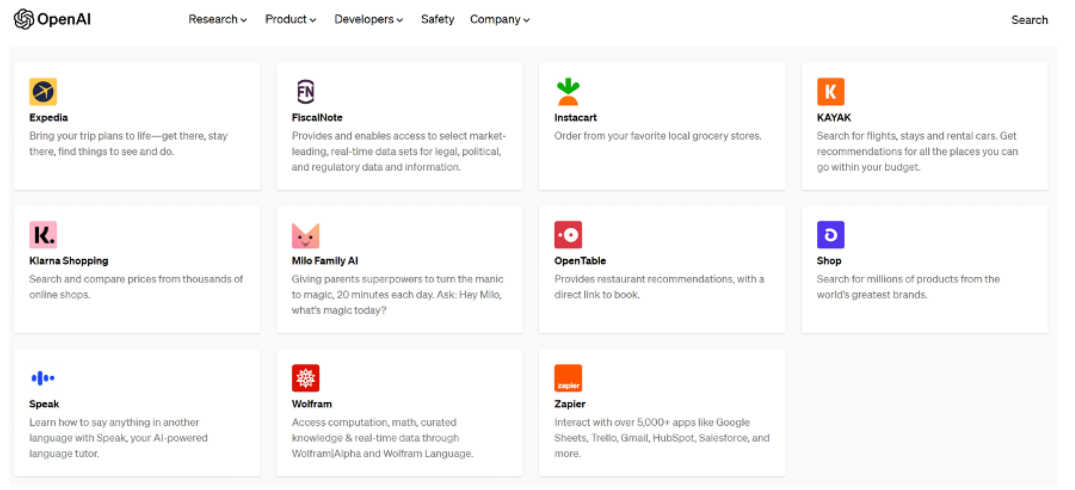 OpenAI Research Product Developers Safety Company Search
Expedia
Bring your trip plans to life—get there, stay
there, find things to see and do.
FN
FiscalNote
Provides and enables access to select market-
leading, real-time data sets for legal, political,
and regulatory data and information.
Instacart
Order from your favorite local grocery stores.
K
KAYAK
Search for flights, stays and rental cars. Get
recommendations for all the places you can
go within your budget.
K.
Klarna Shopping
Search and compare prices from thousands of
online shops.
Milo Family AI
Giving parents superpowers to turn the manic
to magic, 20 minutes each day. Ask: Hey Milo,
what's magic today?
OpenTable
Provides restaurant recommendations, with a
direct link to book.
Shop
Search for millions of products from the
world's greatest brands.
Speak
Learn how to say anything in another
language with Speak, your AI-powered
language tutor.
Wolfram
Access computation, math, curated
knowledge & real-time data through
Wolfram|Alpha and Wolfram Language.
zapier
Zapier
Interact with over 5,000+ apps like Google
Sheets, Trello, Gmail, HubSpot, Salesforce, and
more.